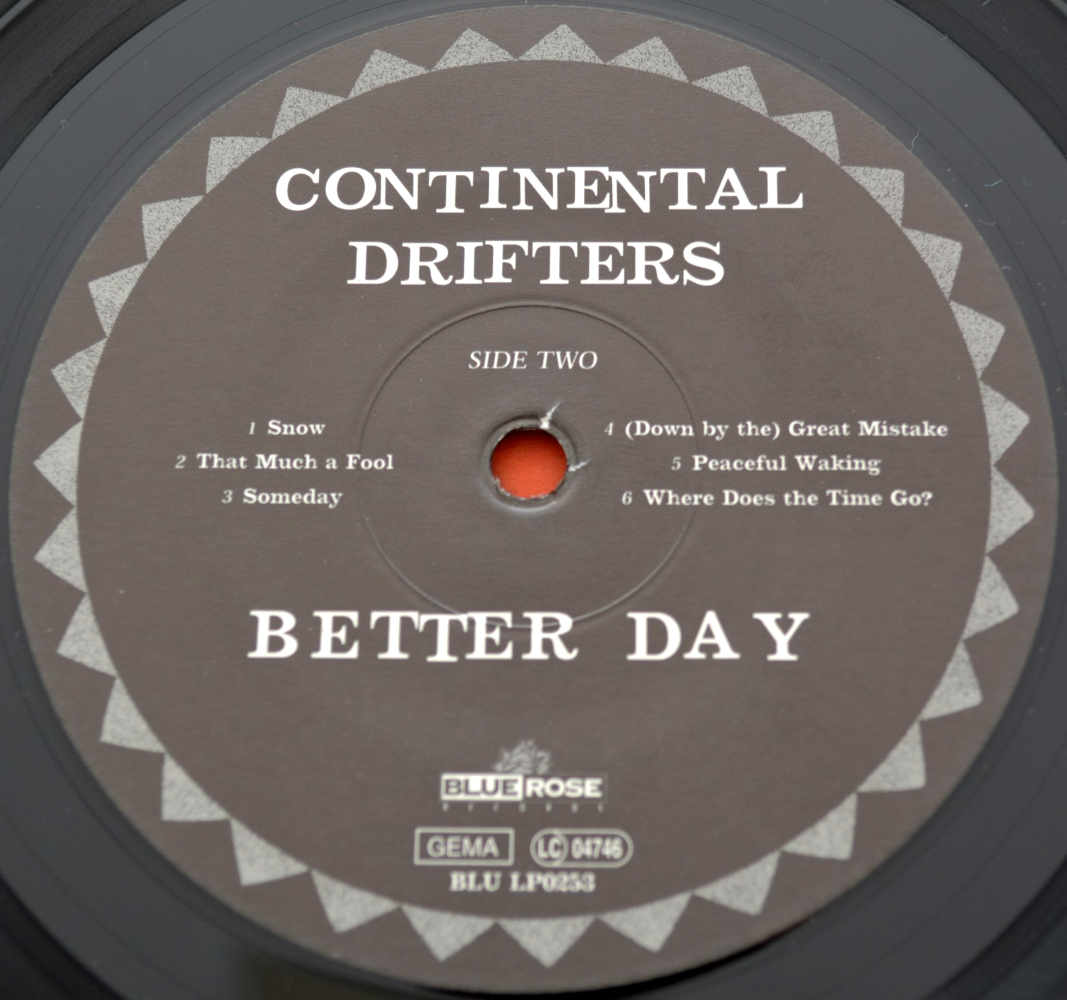 CONTINENTAL
DRIFTERS
SIDE TWO
1 Snow
2 That Much a Fool
3 Someday
4 (Down by the) Great Mistake
5 Peaceful Waking
6 Where Does the Time Go?
BETTER DAY
BLUE ROSE
RECORDS
GEMA LC 04746
BLU LP0253